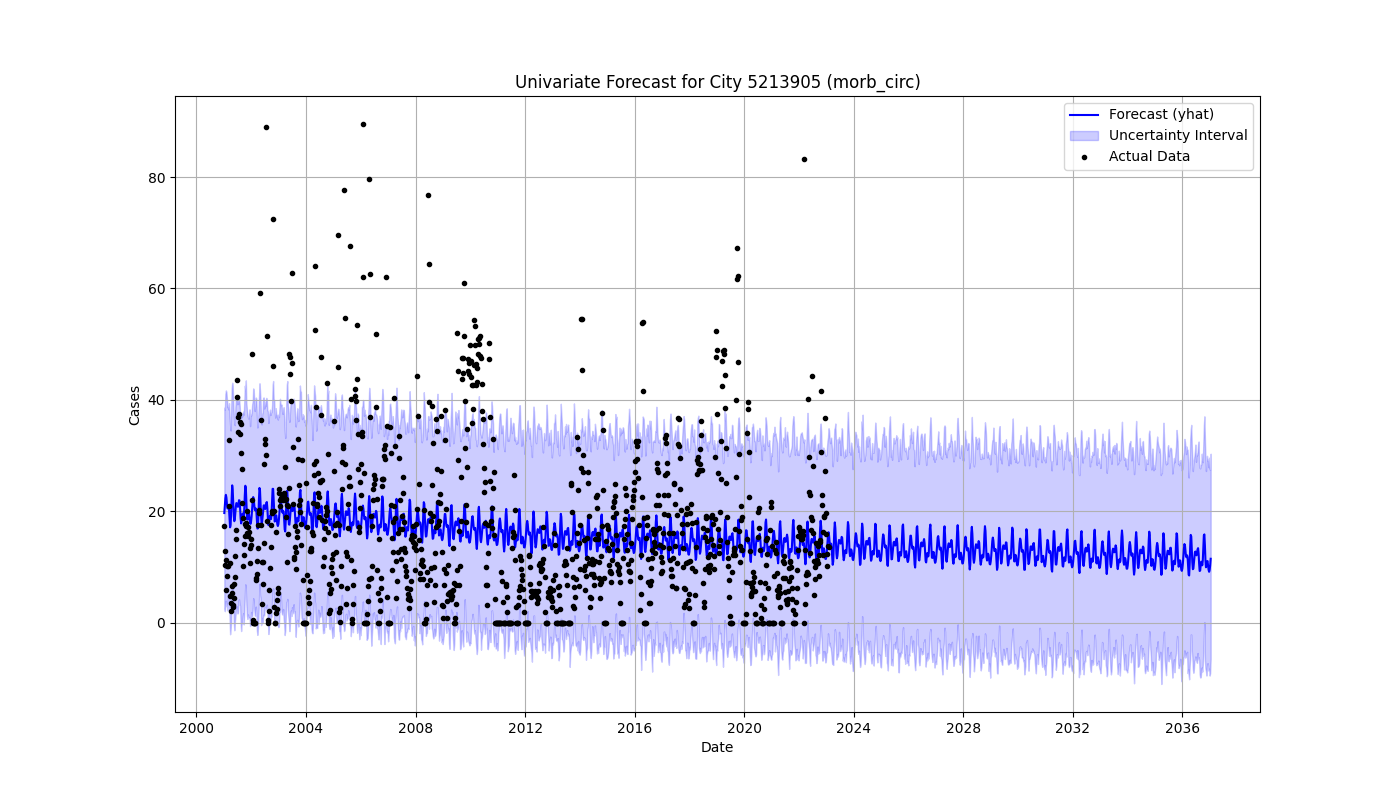 Univariate Forecast for City 5213905 (morb_circ)
Forecast (yhat)
Uncertainty Interval
Actual Data
Cases
80
60
40
20
0
2000 2004 2008 2012 2016 2020 2024 2028 2032 2036
Date